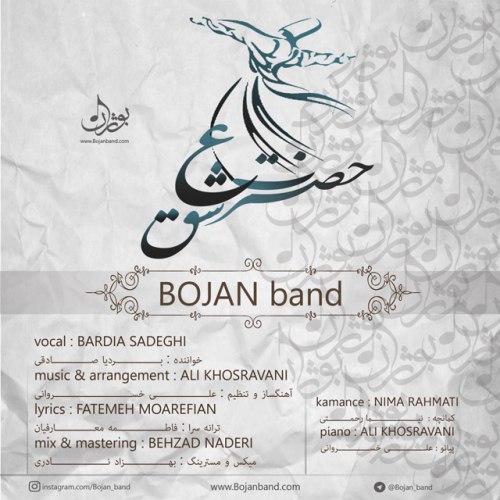 بوژان
www.Bojanband.com
حضرت عشق
BOJAN band
vocal : BARDIA SADEGHI
خواننده : بردیا صادقی
music & arrangement : ALI KHOSRAVANI
آهنگساز و تنظیم : علی خسروانی
lyrics : FATEMEH MOAREFIAN
ترانه سرا : فاطمه معارفیان
mix & mastering : BEHZAD NADERI
میکس و مسترینگ : بهزاد نادری
kamance : NIMA RAHMATI
کمانچه : نیما رحمتی
piano : ALI KHOSRAVANI
پیانو : علی خسروانی
instagram.com/Bojan_band
www.Bojanband.com
@Bojan_band